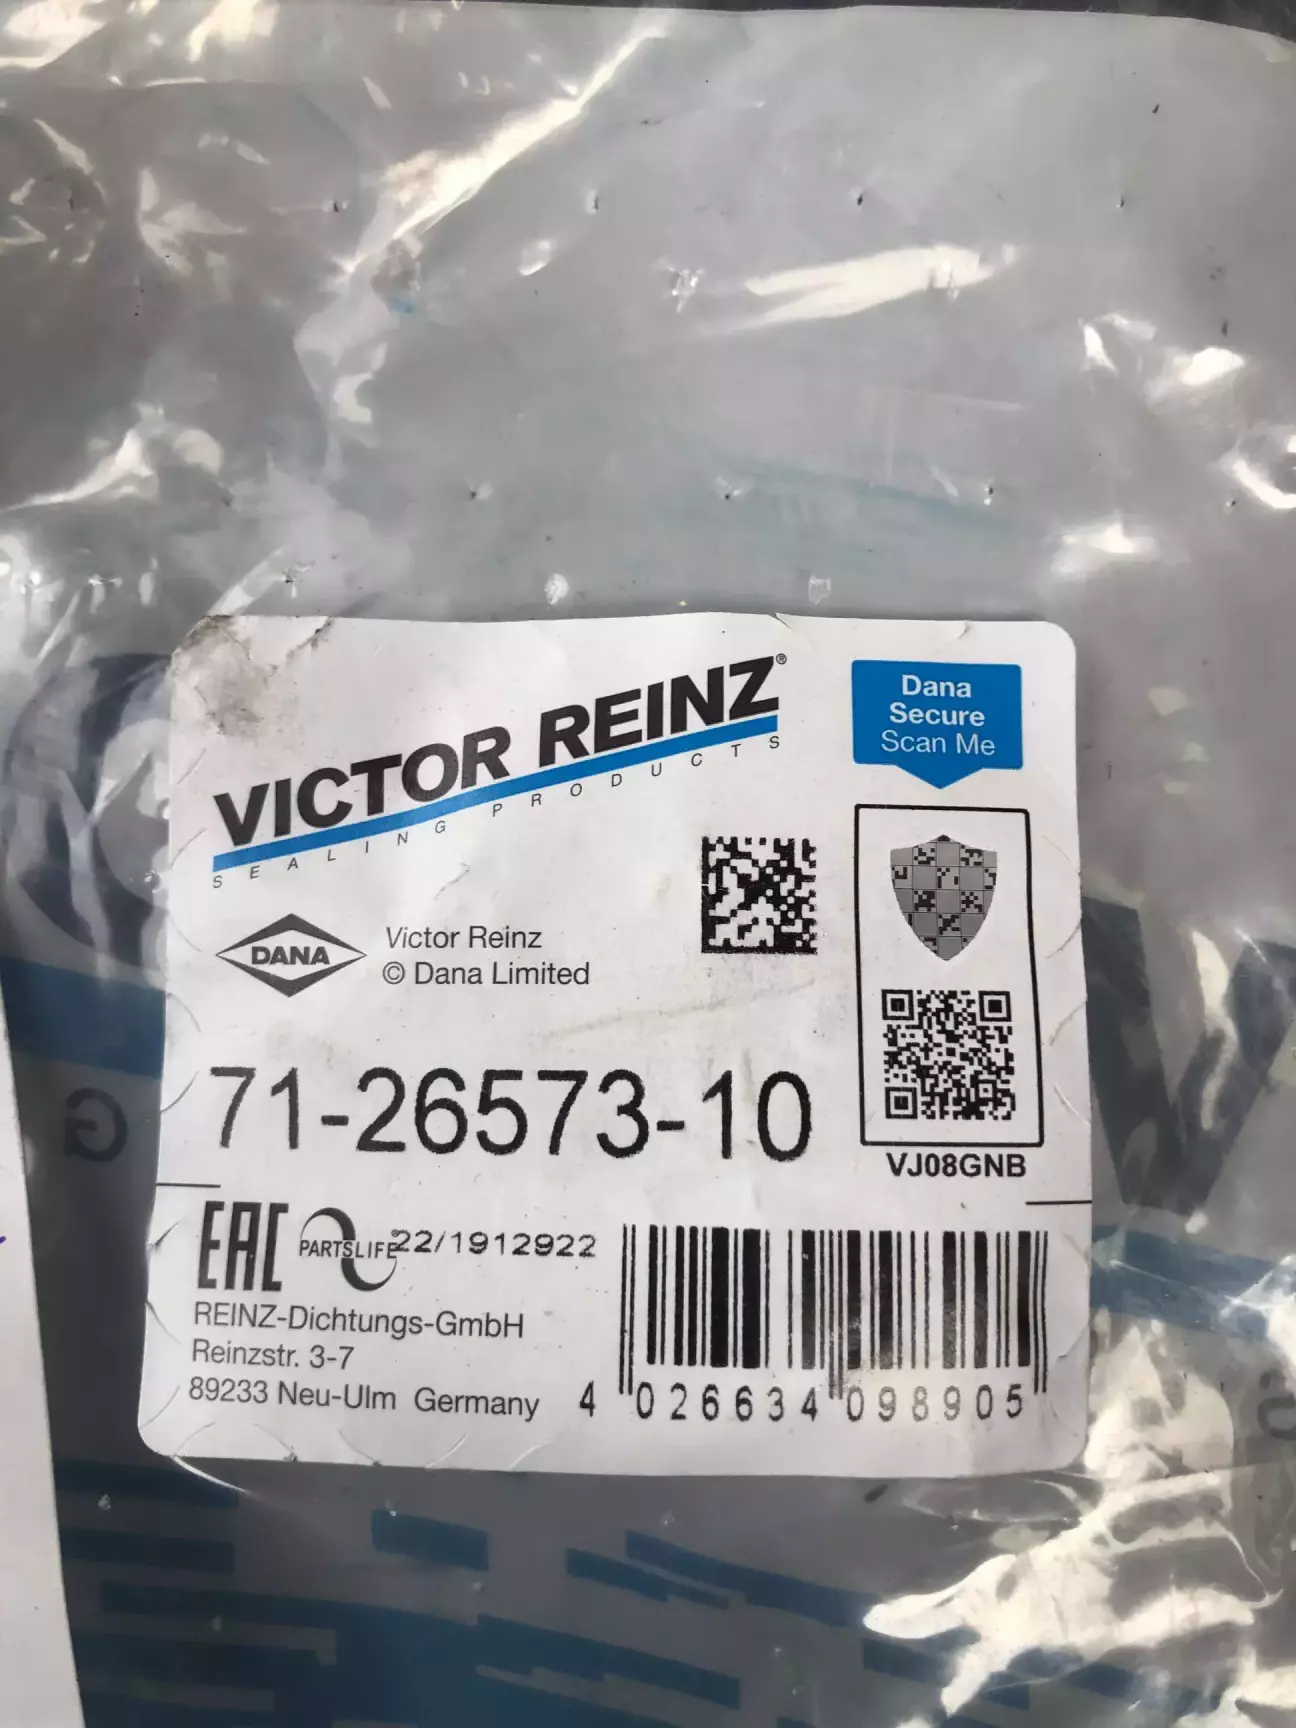 VICTOR REINZ®
SEALING PRODUCTS
Dana
Secure
Scan Me
DANA
Victor Reinz
© Dana Limited
71-26573-10
VJ08GNB
EAC
PARTSLIFE
22/1912922
REINZ-Dichtungs-GmbH
Reinzstr. 3-7
89233 Neu-Ulm Germany
4 026634 098905
G